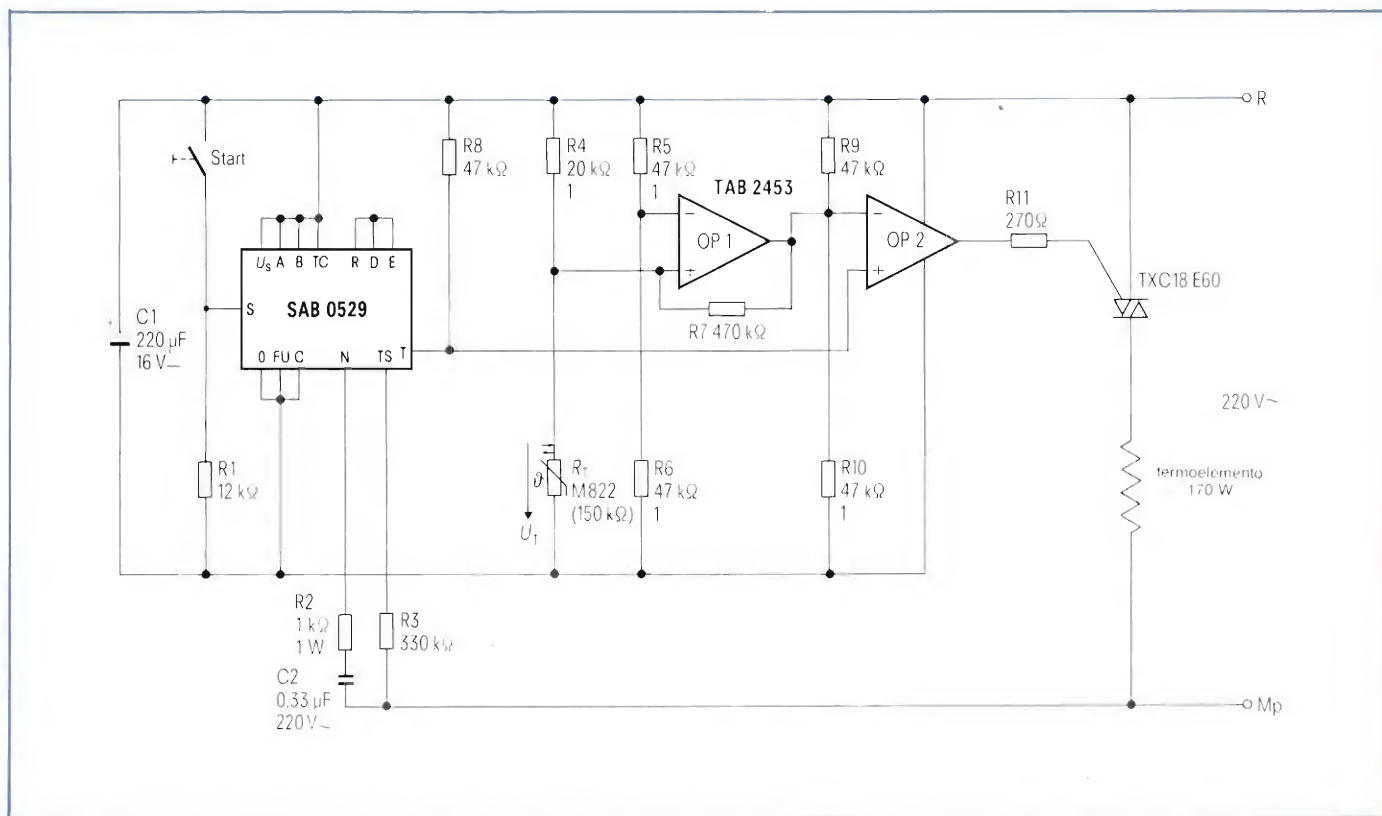 R
Start
R8
47 kΩ
R4
20 kΩ
1
R5
47 kΩ
1
TAB 2453
R9
47 kΩ
R11
270Ω
− OP 1 +
− OP 2 +
R7 470 kΩ
TXC18 E60
U_S A B TC R D E
S
SAB 0529
T
0 FU C N TS
C1
220 µF
16 V
R1
12 kΩ
ϑ
R_T
M822
(150 kΩ)
U_T
R6
47 kΩ
1
R10
47 kΩ
1
220 V~
termoelemento
170 W
R2
1 kΩ
1 W
R3
330 kΩ
C2
0.33 µF
220 V~
Mp